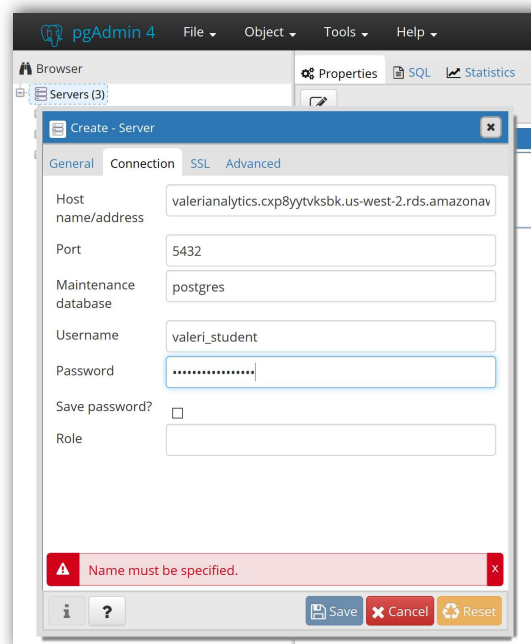 pgAdmin 4 File Object Tools Help
Browser
Properties SQL Statistics
Servers (3)
Create - Server
General Connection SSL Advanced
Host name/address valerianalytics.cxp8yytvksbk.us-west-2.rds.amazonaw
Port 5432
Maintenance database postgres
Username valeri_student
Password •••••••••••••••••
Save password?
Role
Name must be specified. x
i ? Save Cancel Reset